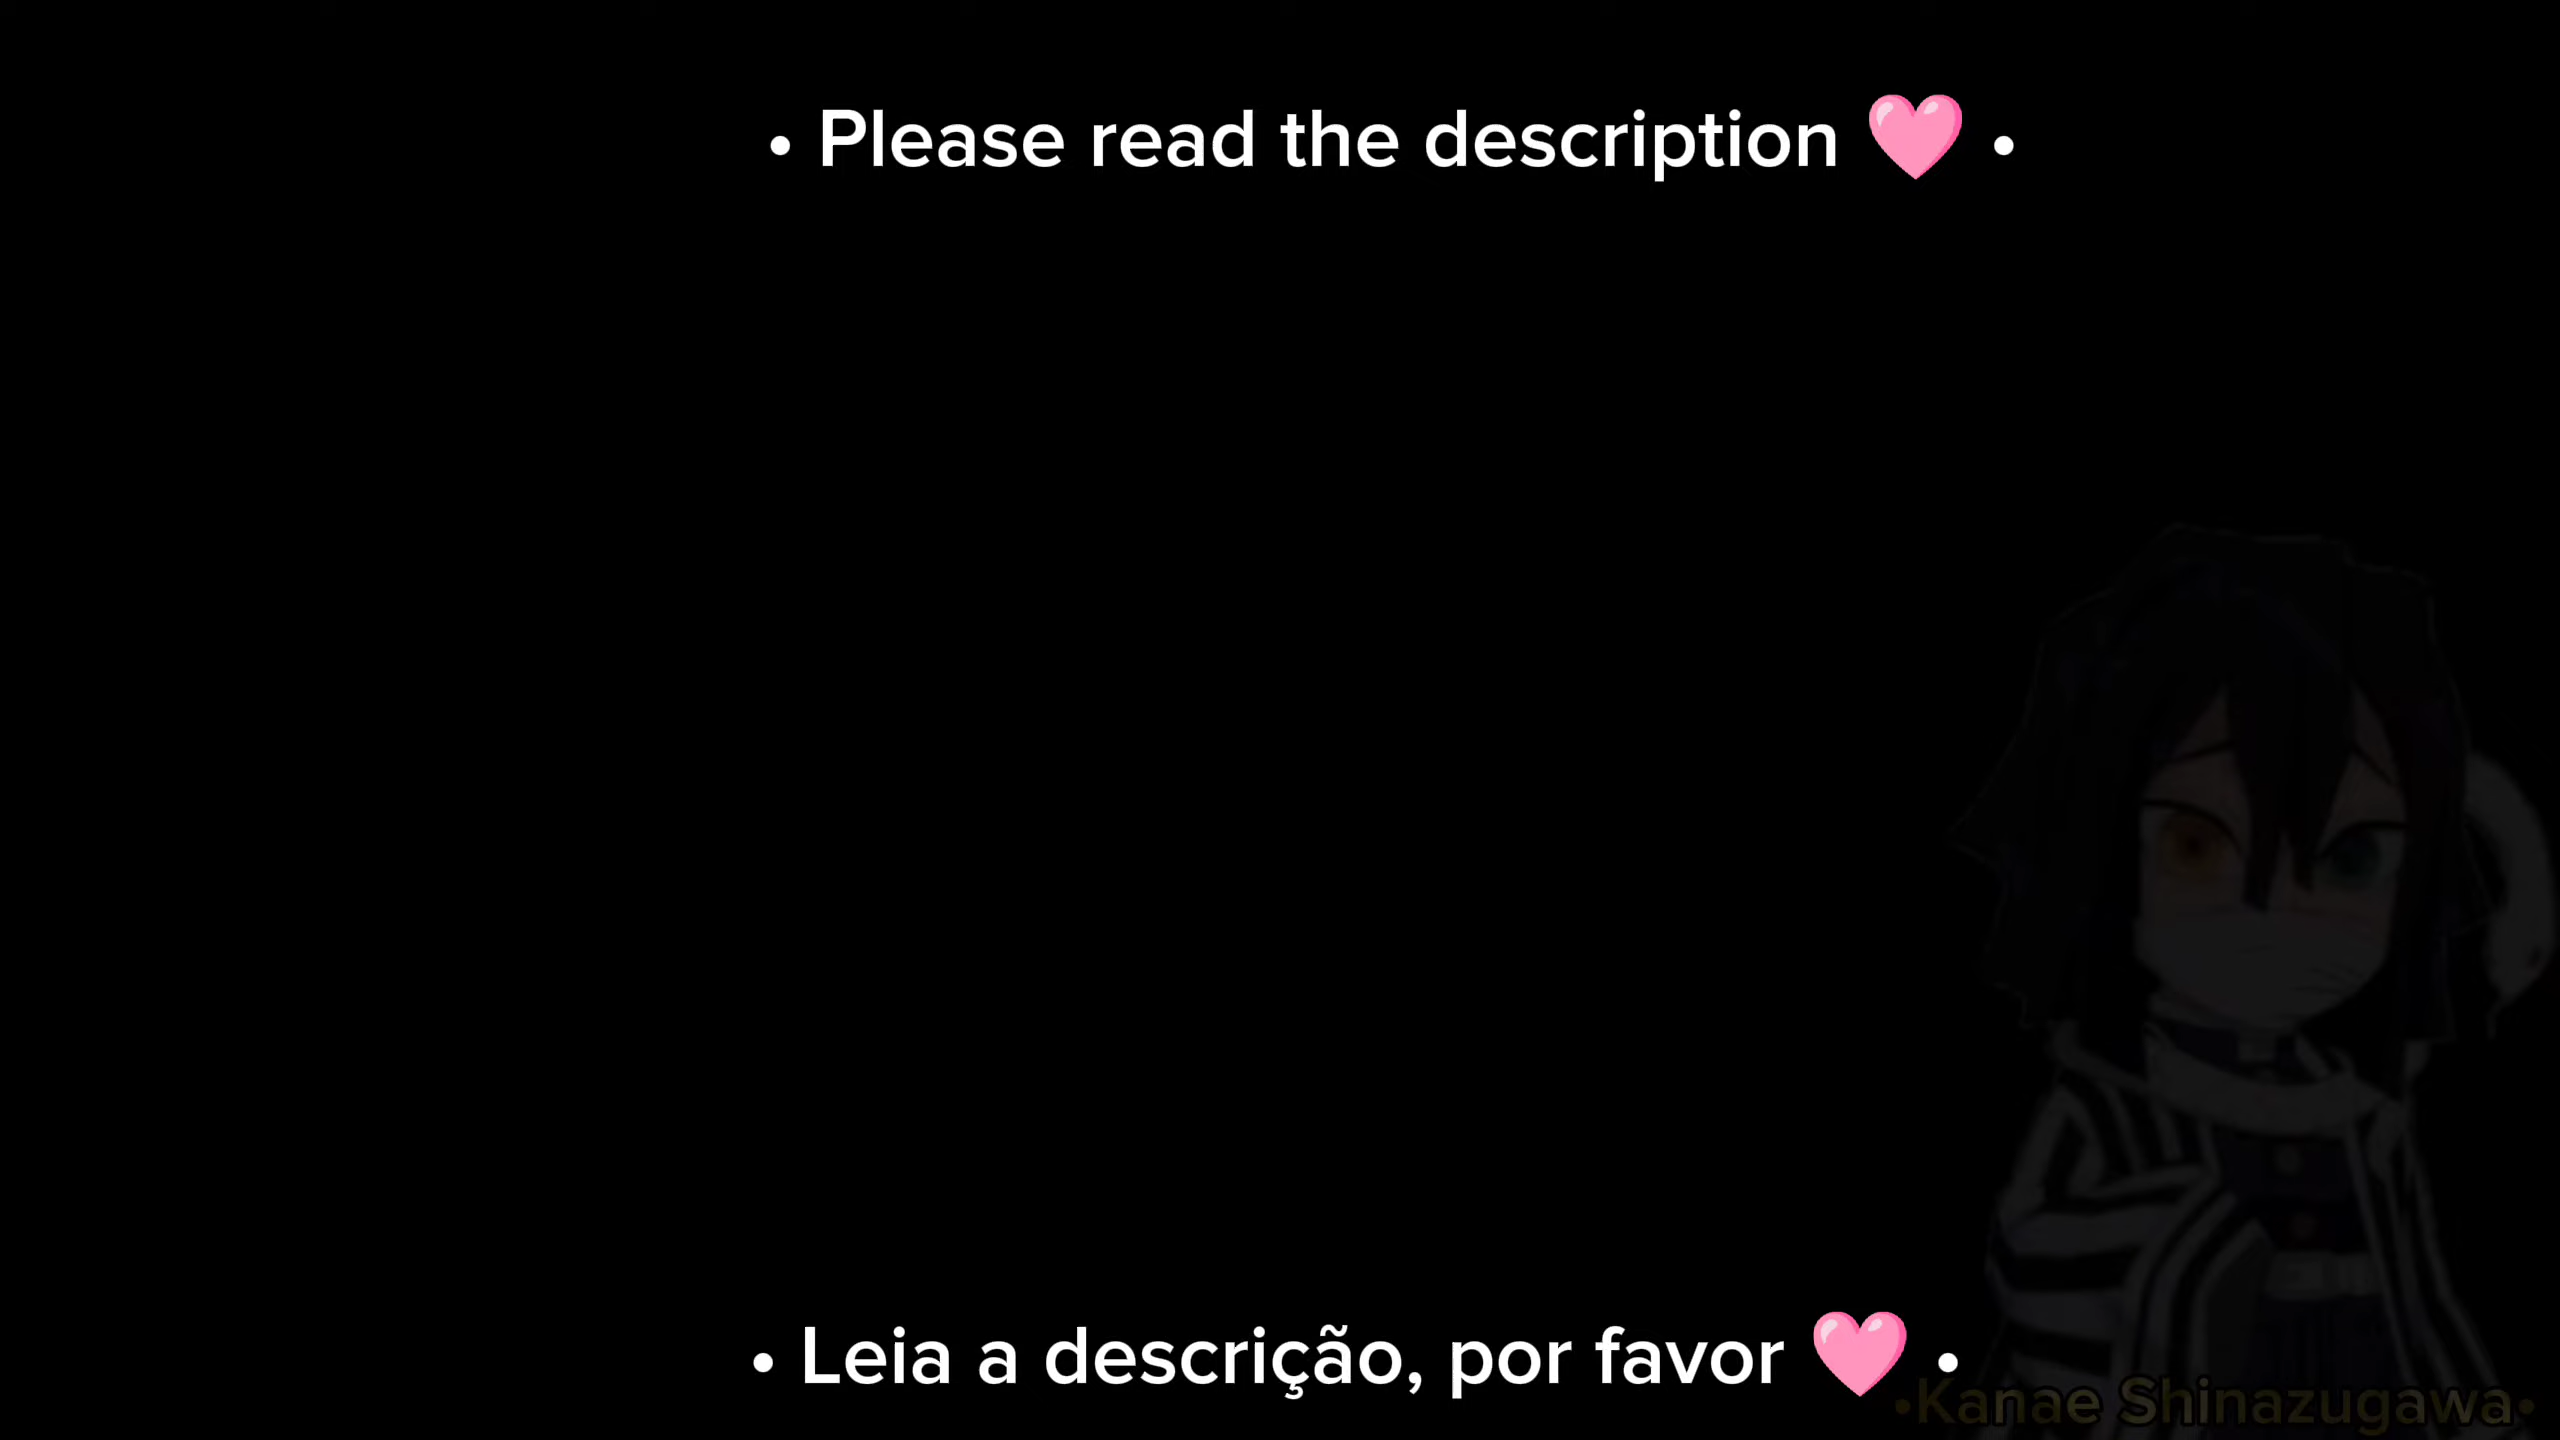 • Please read the description 🩷 •
• Leia a descrição, por favor 🩷 •
•Kanae Shinazugawa•